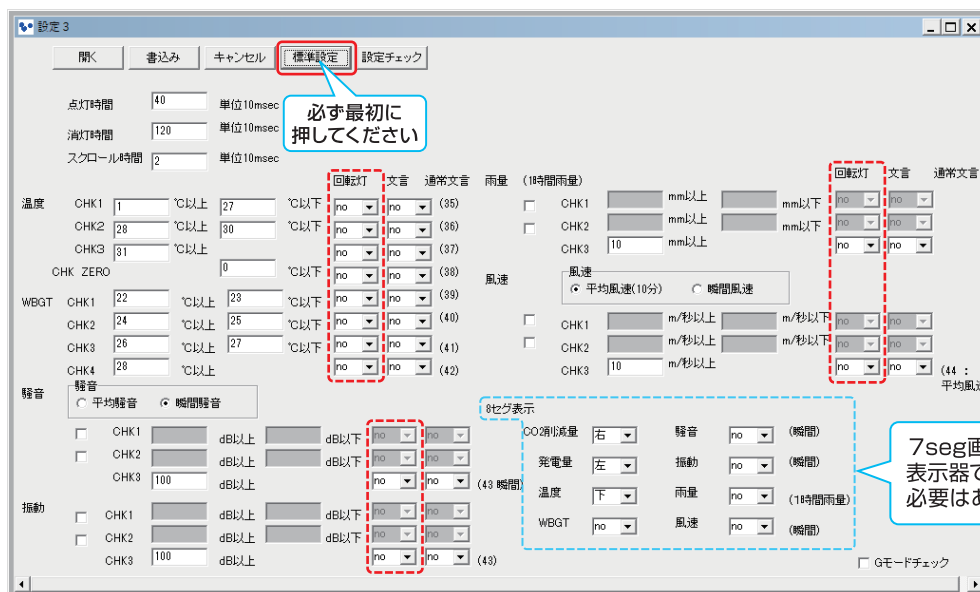 設定3
開く 書込み キャンセル 標準設定 設定チェック
必ず最初に
押してください
点灯時間 40 単位10msec
消灯時間 120 単位10msec
スクロール時間 2 単位10msec
回転灯 文言 通常文言
温度 CHK1 1 ℃以上 27 ℃以下 no no (35)
CHK2 28 ℃以上 30 ℃以下 no no (36)
CHK3 31 ℃以上 no no (37)
CHK ZERO 0 ℃以下 no no (38)
WBGT CHK1 22 ℃以上 23 ℃以下 no no (39)
CHK2 24 ℃以上 25 ℃以下 no no (40)
CHK3 26 ℃以上 27 ℃以下 no no (41)
CHK4 28 ℃以上 no no (42)
騒音 騒音
平均騒音 瞬間騒音
CHK1 dB以上 dB以下 no no
CHK2 dB以上 dB以下 no no
CHK3 100 dB以上 no no (43 瞬間)
振動 CHK1 dB以上 dB以下 no no
CHK2 dB以上 dB以下 no no
CHK3 100 dB以上 no no (43)
雨量 (1時間雨量) 回転灯 文言 通常文言
CHK1 mm以上 mm以下 no no
CHK2 mm以上 mm以下 no no
CHK3 10 mm以上 no no
風速 風速
平均風速(10分) 瞬間風速
CHK1 m/秒以上 m/秒以下 no no
CHK2 m/秒以上 m/秒以下 no no
CHK3 10 m/秒以上 no no (44 :
平均風速
8セグ表示
CO2削減量 右 騒音 no (瞬間)
発電量 左 振動 no (瞬間)
温度 下 雨量 no (1時間雨量)
WBGT no 風速 no (瞬間)
7seg画
表示器で
必要はあ
Gモードチェック